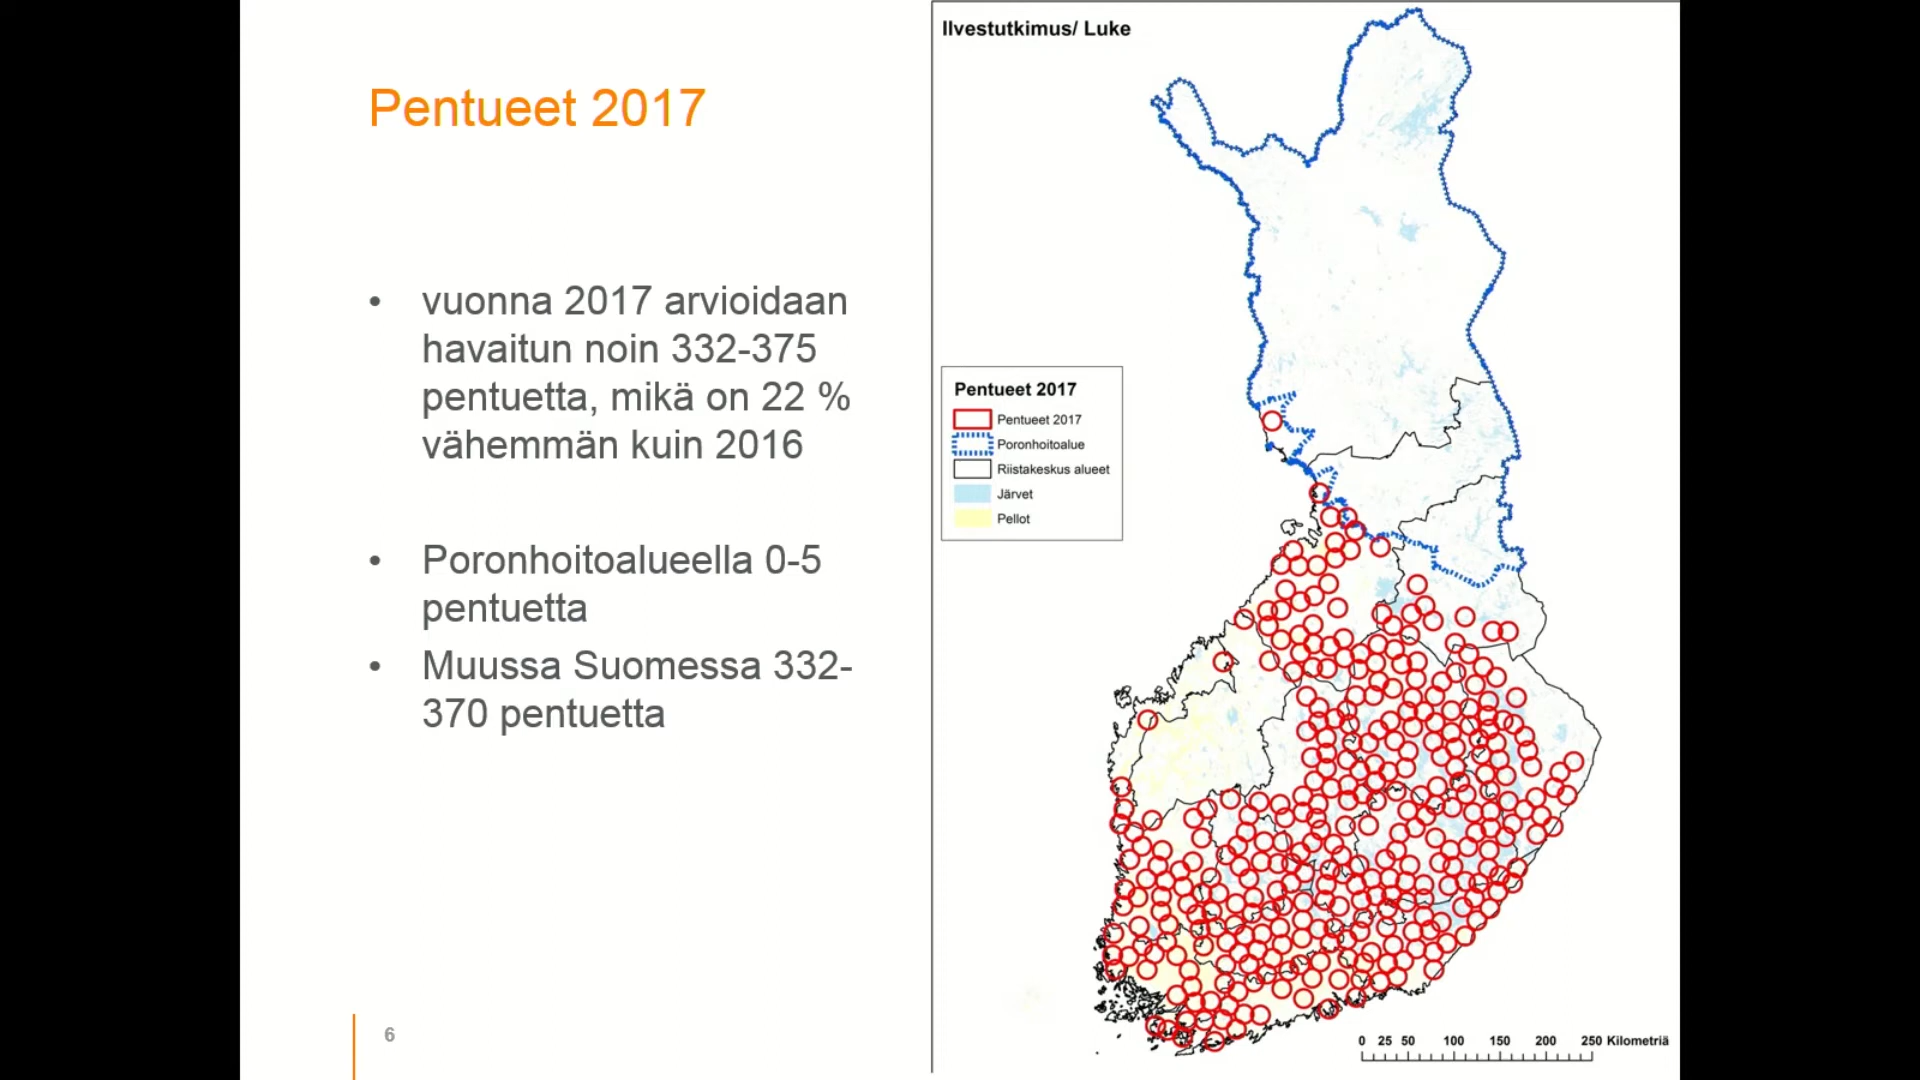 Pentueet 2017
• vuonna 2017 arvioidaan
havaitun noin 332-375
pentuetta, mikä on 22 %
vähemmän kuin 2016
• Poronhoitoalueella 0-5
pentuetta
• Muussa Suomessa 332-
370 pentuetta
6
Ilvestutkimus/ Luke
Pentueet 2017
Pentueet 2017
Poronhoitoalue
Riistakeskus alueet
Järvet
Pellot
0 25 50 100 150 200 250 Kilometriä